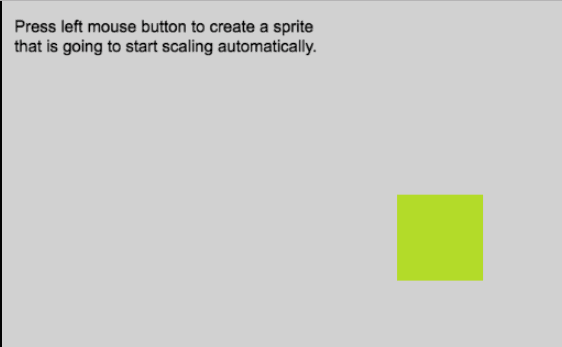 Press left mouse button to create a sprite
that is going to start scaling automatically.